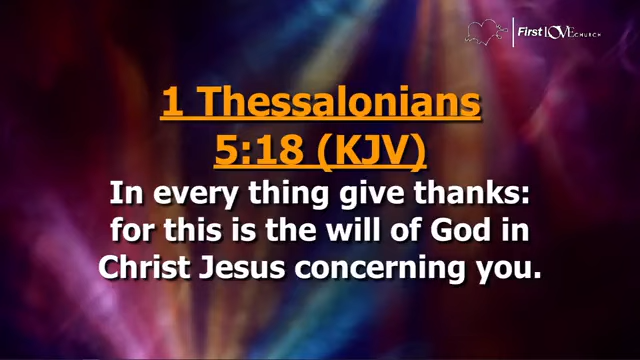 First LOVE CHURCH
1 Thessalonians
5:18 (KJV)
In every thing give thanks:
for this is the will of God in
Christ Jesus concerning you.